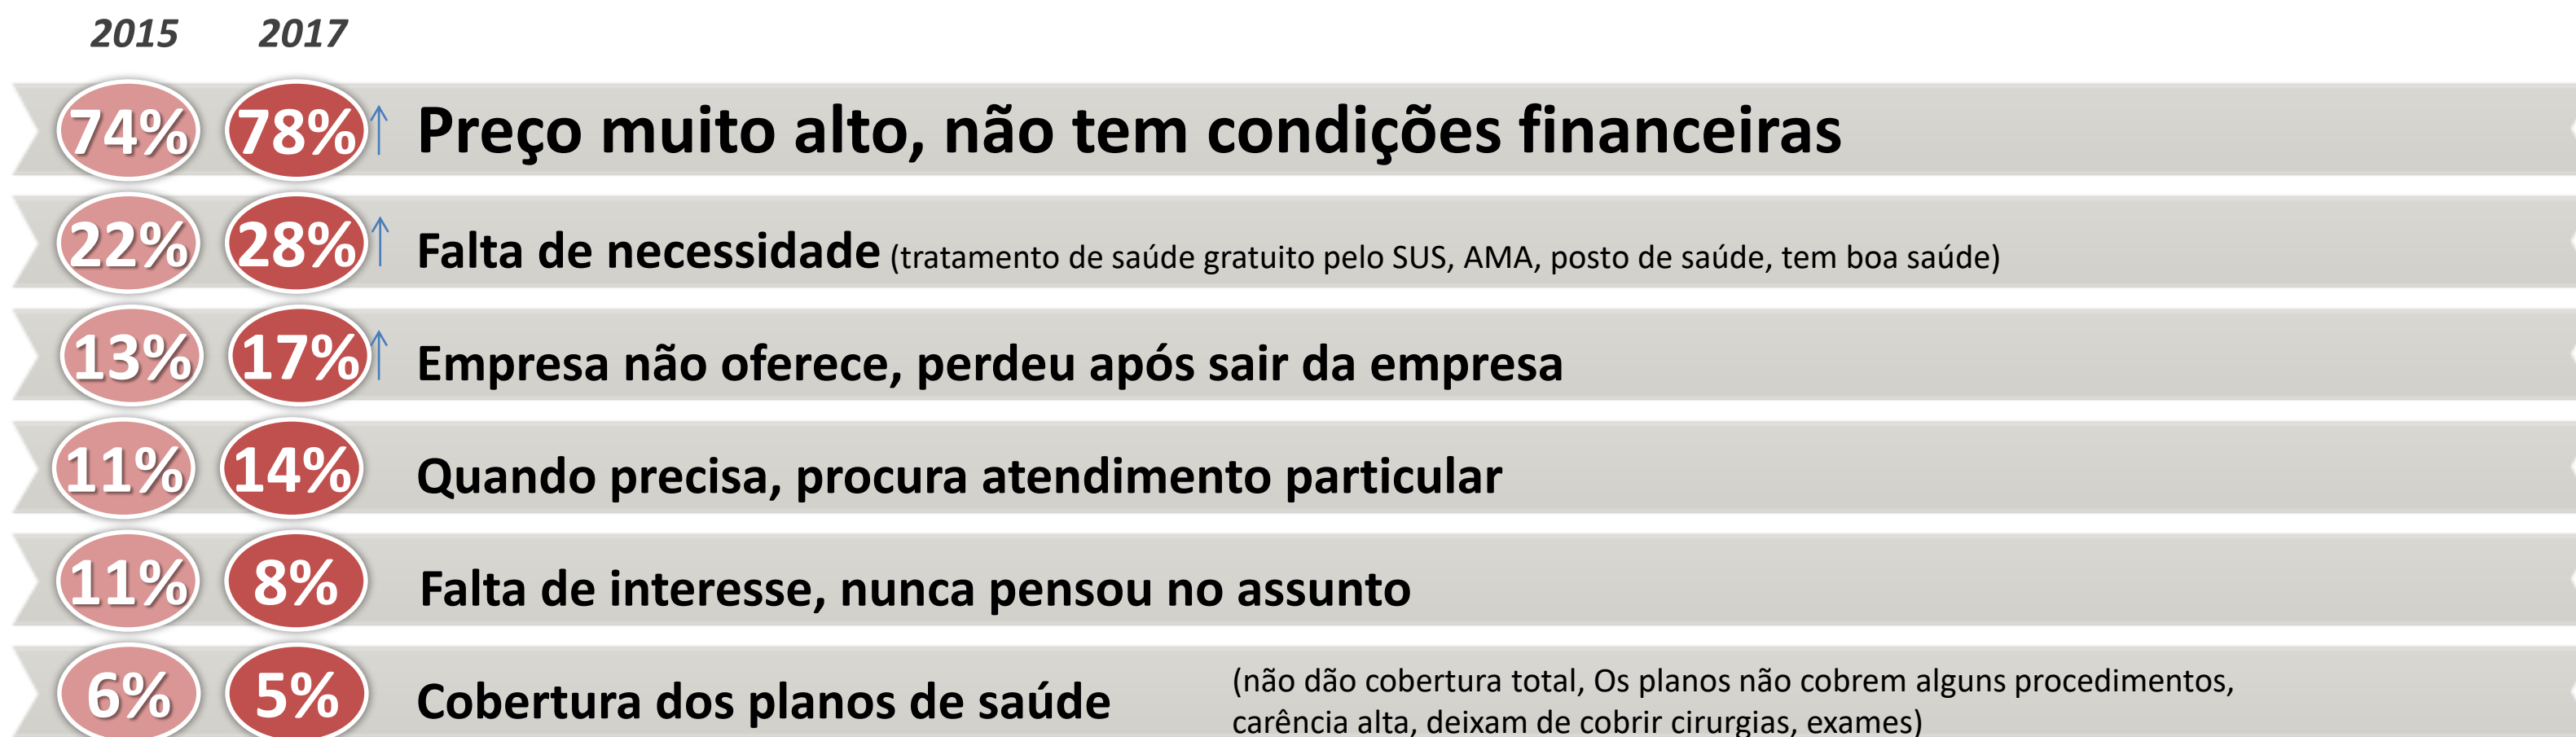 2015 2017
74% 78% ↑ Preço muito alto, não tem condições financeiras
22% 28% ↑ Falta de necessidade (tratamento de saúde gratuito pelo SUS, AMA, posto de saúde, tem boa saúde)
13% 17% ↑ Empresa não oferece, perdeu após sair da empresa
11% 14% Quando precisa, procura atendimento particular
11% 8% Falta de interesse, nunca pensou no assunto
6% 5% Cobertura dos planos de saúde (não dão cobertura total, Os planos não cobrem alguns procedimentos,
carência alta, deixam de cobrir cirurgias, exames)